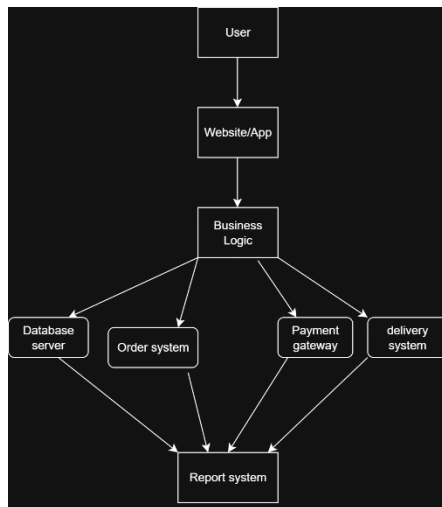 User
Website/App
Business
Logic
Database
server
Order system
Payment
gateway
delivery
system
Report system